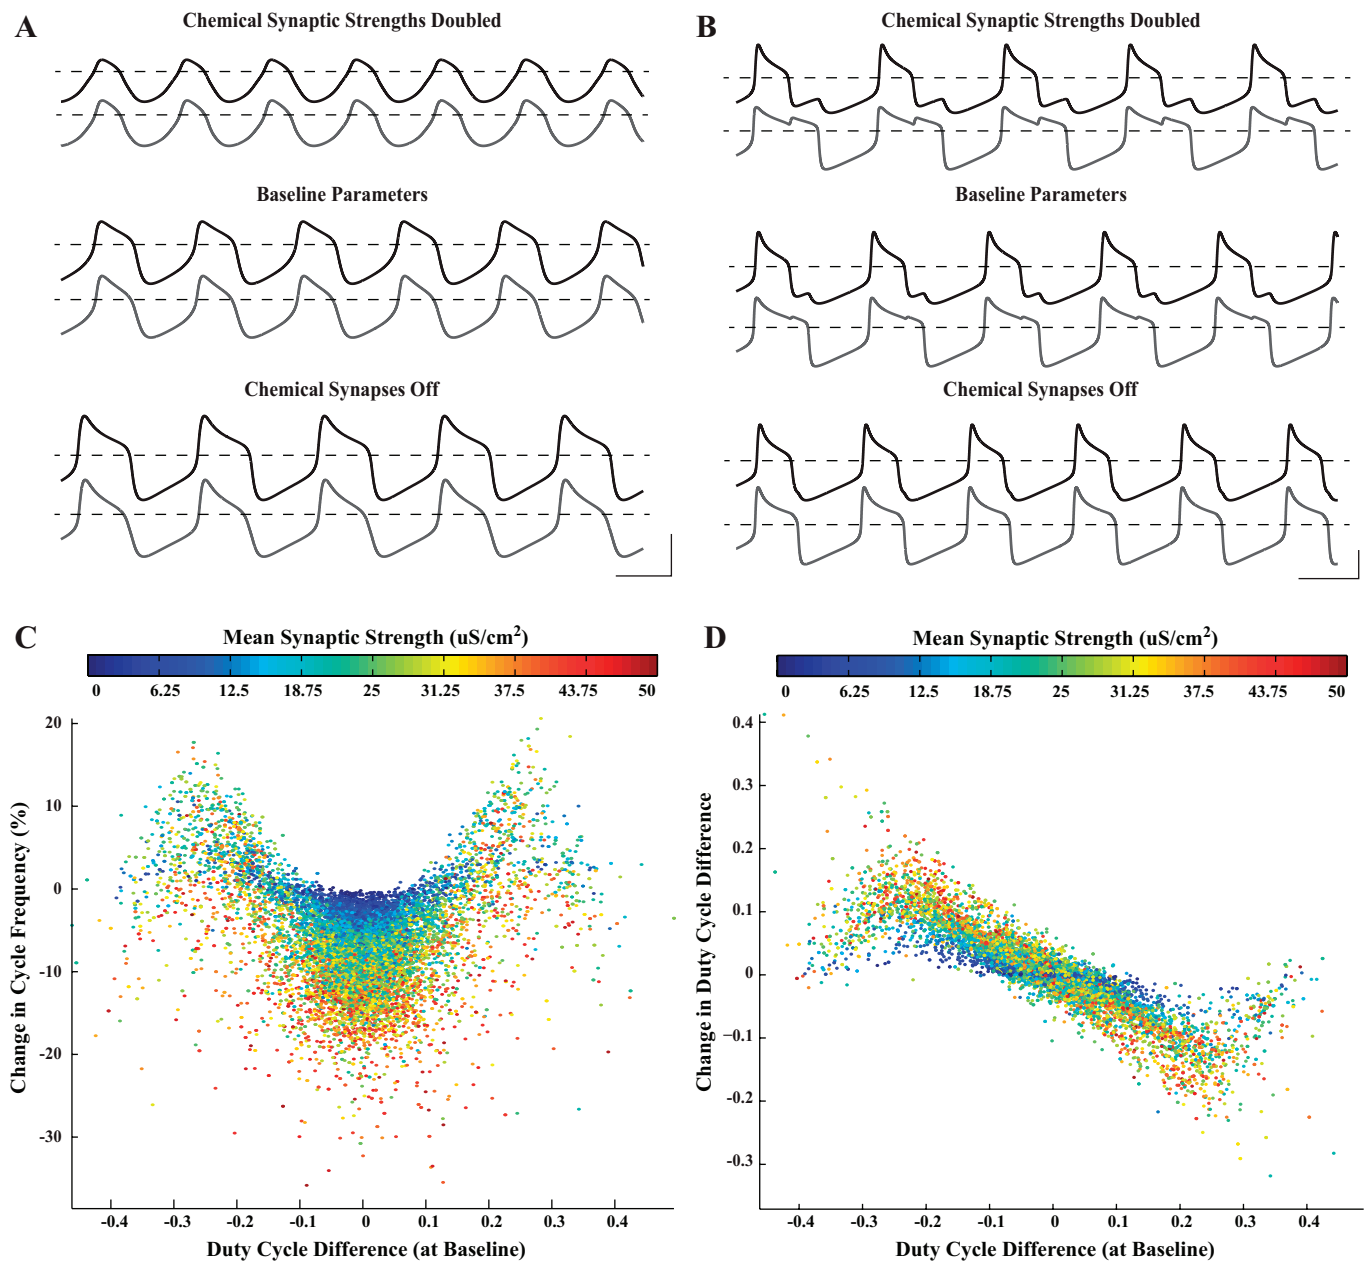 A
Chemical Synaptic Strengths Doubled
Baseline Parameters
Chemical Synapses Off
B
Chemical Synaptic Strengths Doubled
Baseline Parameters
Chemical Synapses Off
C
Mean Synaptic Strength (uS/cm²)
0 6.25 12.5 18.75 25 31.25 37.5 43.75 50
Change in Cycle Frequency (%)
20
10
0
-10
-20
-30
-0.4 -0.3 -0.2 -0.1 0 0.1 0.2 0.3 0.4
Duty Cycle Difference (at Baseline)
D
Mean Synaptic Strength (uS/cm²)
0 6.25 12.5 18.75 25 31.25 37.5 43.75 50
Change in Duty Cycle Difference
0.4
0.3
0.2
0.1
0
-0.1
-0.2
-0.3
-0.4 -0.3 -0.2 -0.1 0 0.1 0.2 0.3 0.4
Duty Cycle Difference (at Baseline)